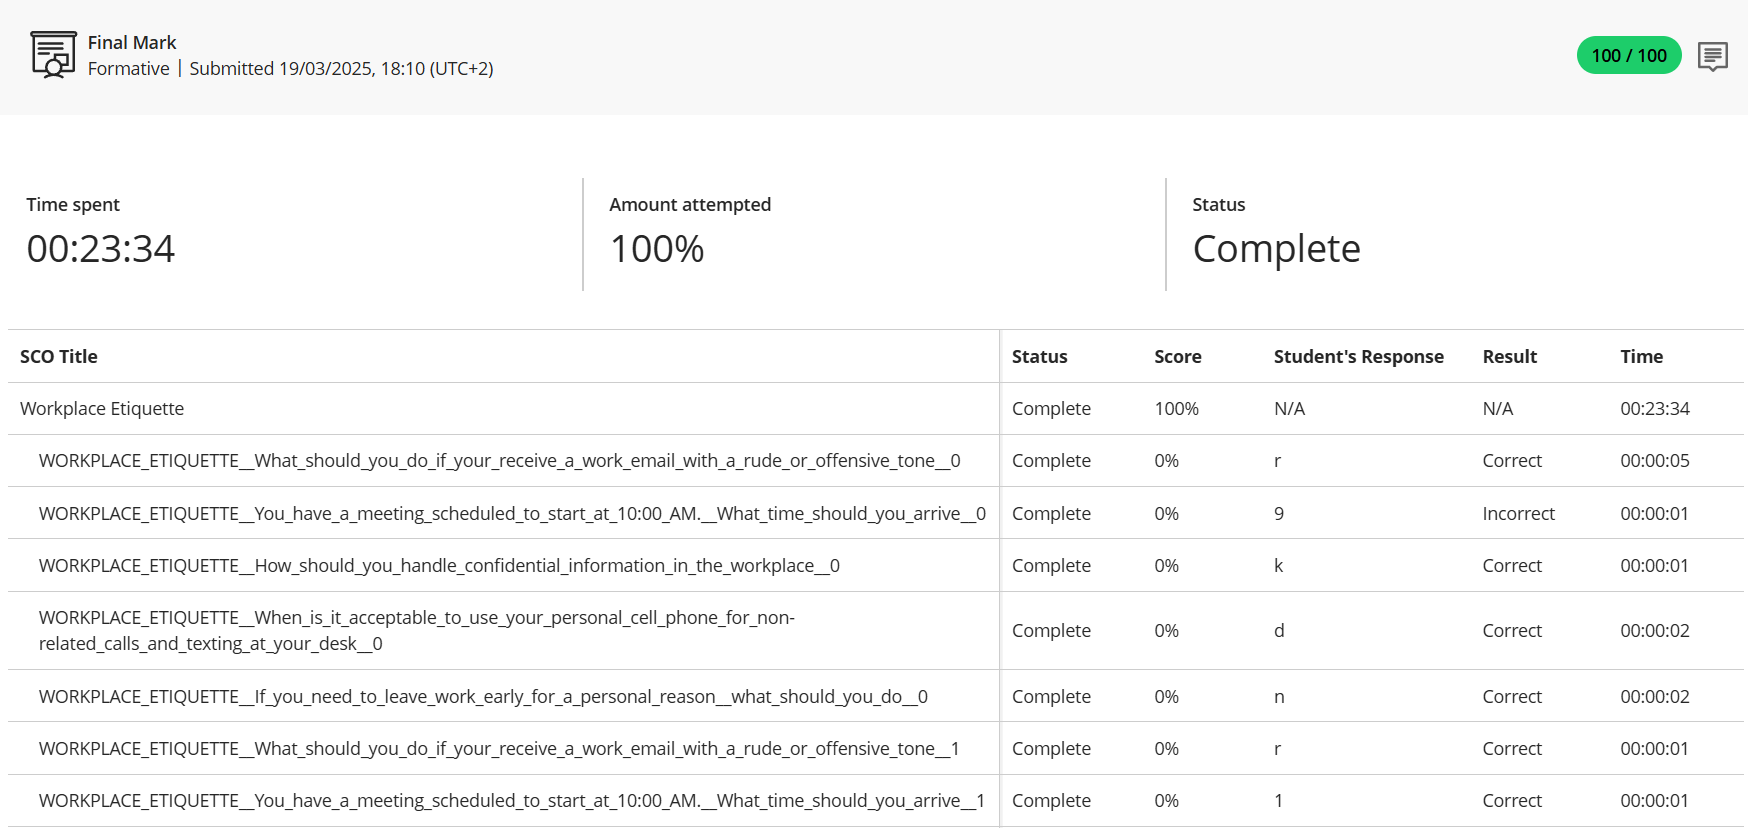 Final Mark
Formative | Submitted 19/03/2025, 18:10 (UTC+2)
100 / 100
Time spent
00:23:34
Amount attempted
100%
Status
Complete
SCO Title Status Score Student's Response Result Time
Workplace Etiquette Complete 100% N/A N/A 00:23:34
WORKPLACE_ETIQUETTE__What_should_you_do_if_your_receive_a_work_email_with_a_rude_or_offensive_tone__0 Complete 0% r Correct 00:00:05
WORKPLACE_ETIQUETTE__You_have_a_meeting_scheduled_to_start_at_10:00_AM.__What_time_should_you_arrive__0 Complete 0% 9 Incorrect 00:00:01
WORKPLACE_ETIQUETTE__How_should_you_handle_confidential_information_in_the_workplace__0 Complete 0% k Correct 00:00:01
WORKPLACE_ETIQUETTE__When_is_it_acceptable_to_use_your_personal_cell_phone_for_non-
related_calls_and_texting_at_your_desk__0 Complete 0% d Correct 00:00:02
WORKPLACE_ETIQUETTE__If_you_need_to_leave_work_early_for_a_personal_reason__what_should_you_do__0 Complete 0% n Correct 00:00:02
WORKPLACE_ETIQUETTE__What_should_you_do_if_your_receive_a_work_email_with_a_rude_or_offensive_tone__1 Complete 0% r Correct 00:00:01
WORKPLACE_ETIQUETTE__You_have_a_meeting_scheduled_to_start_at_10:00_AM.__What_time_should_you_arrive__1 Complete 0% 1 Correct 00:00:01